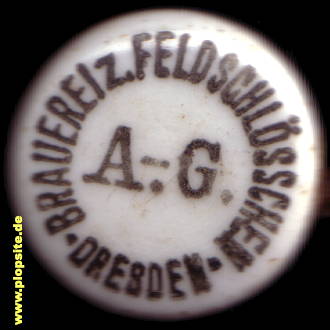 BRAUEREI Z. FELDSCHLÖSSCHEN
A.-G.
· DRESDEN ·
www.plopsite.de